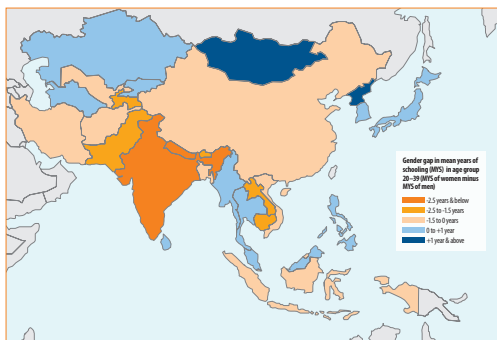 Gender gap in mean years of
schooling (MYS) in age group
20–39 (MYS of women minus
MYS of men)
-2.5 years & below
-2.5 to -1.5 years
-1.5 to 0 years
0 to +1 year
+1 year & above